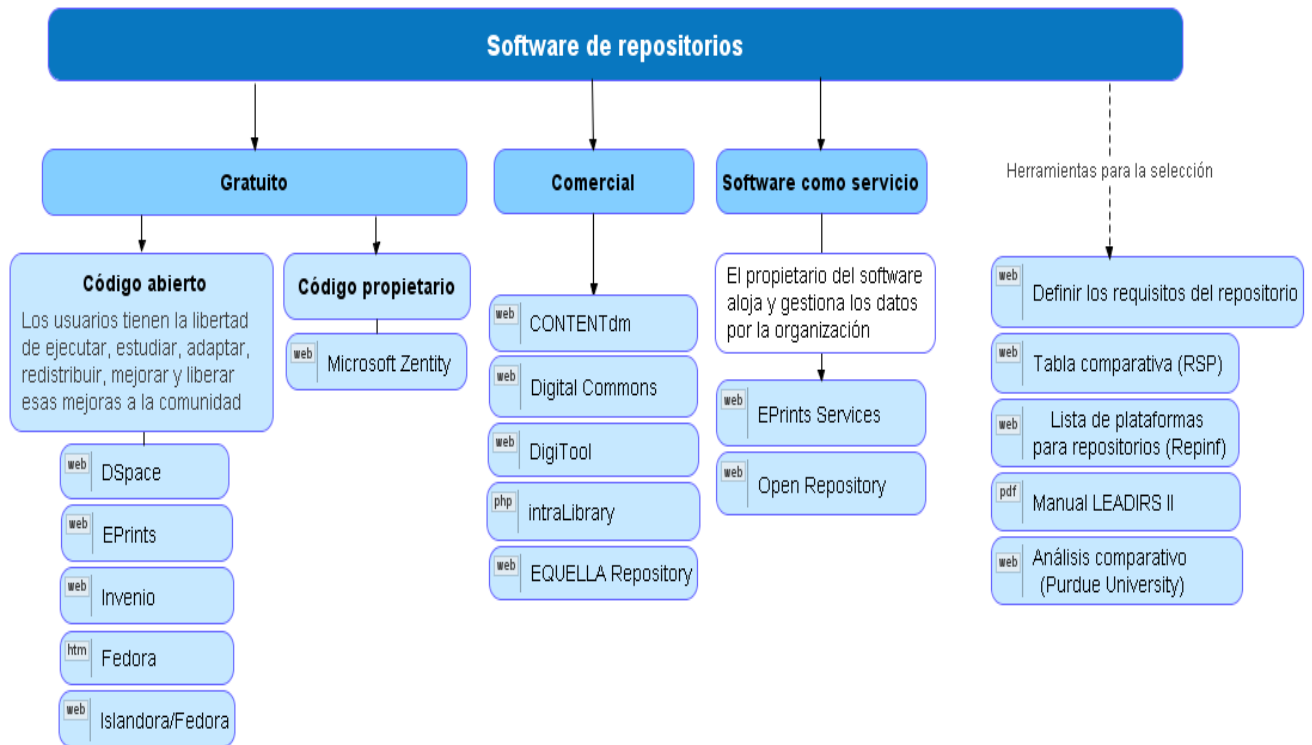 Software de repositorios
Gratuito
Código abierto
Los usuarios tienen la libertad
de ejecutar, estudiar, adaptar,
redistribuir, mejorar y liberar
esas mejoras a la comunidad
web DSpace
web EPrints
web Invenio
htm Fedora
web Islandora/Fedora
Código propietario
web Microsoft Zentity
Comercial
web CONTENTdm
web Digital Commons
web DigiTool
php intraLibrary
web EQUELLA Repository
Software como servicio
El propietario del software
aloja y gestiona los datos
por la organización
web EPrints Services
web Open Repository
Herramientas para la selección
web Definir los requisitos del repositorio
web Tabla comparativa (RSP)
web Lista de plataformas
para repositorios (Repinf)
pdf Manual LEADIRS II
web Análisis comparativo
(Purdue University)